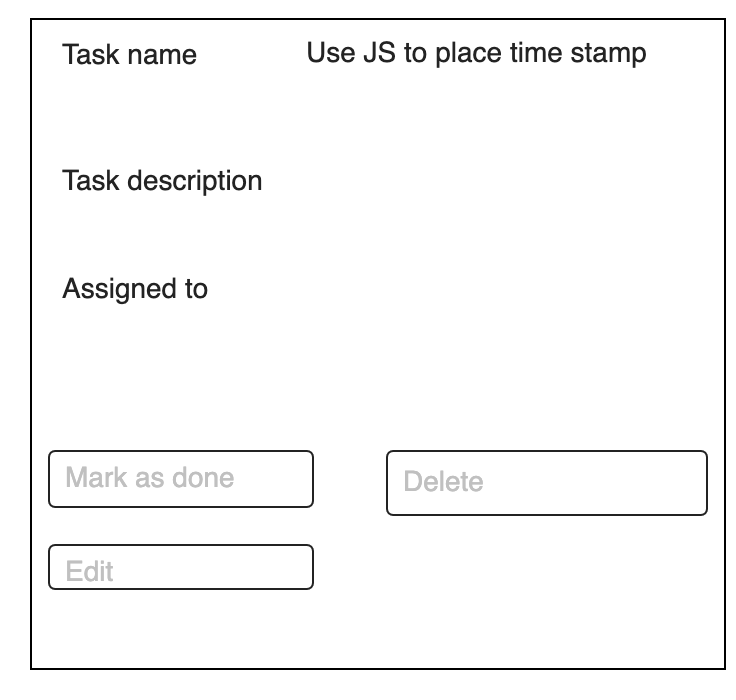 Task name
Use JS to place time stamp
Task description
Assigned to
Mark as done
Delete
Edit